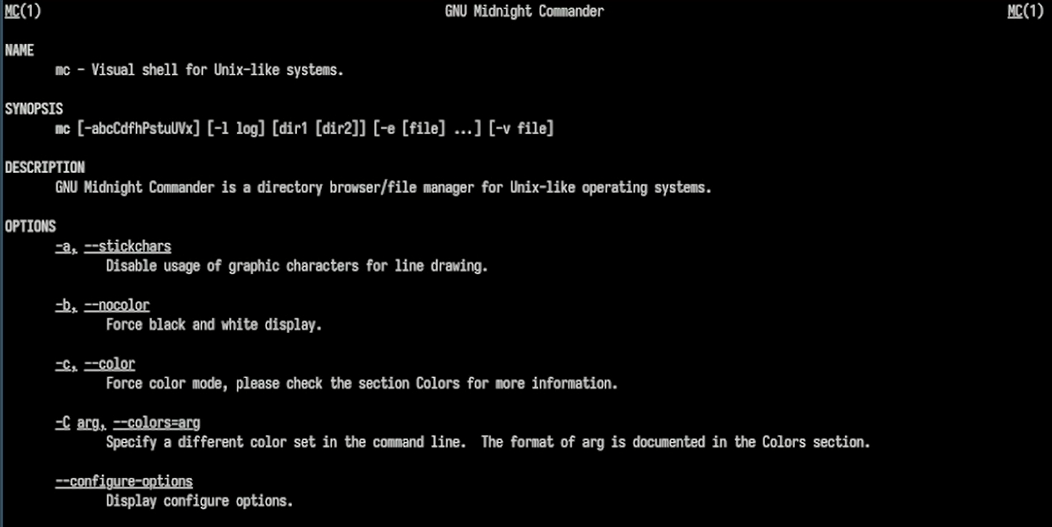 MC(1) GNU Midnight Commander MC(1)
NAME
mc - Visual shell for Unix-like systems.
SYNOPSIS
mc [-abcCdfhPstuUVx] [-l log] [dir1 [dir2]] [-e [file] ...] [-v file]
DESCRIPTION
GNU Midnight Commander is a directory browser/file manager for Unix-like operating systems.
OPTIONS
-a, --stickchars
Disable usage of graphic characters for line drawing.
-b, --nocolor
Force black and white display.
-c, --color
Force color mode, please check the section Colors for more information.
-C arg, --colors=arg
Specify a different color set in the command line.  The format of arg is documented in the Colors section.
--configure-options
Display configure options.